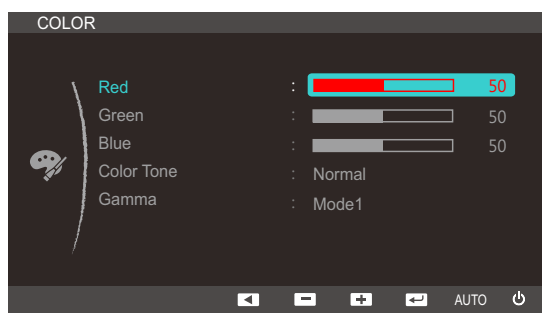 COLOR
Red : 50
Green : 50
Blue : 50
Color Tone : Normal
Gamma : Mode1
AUTO